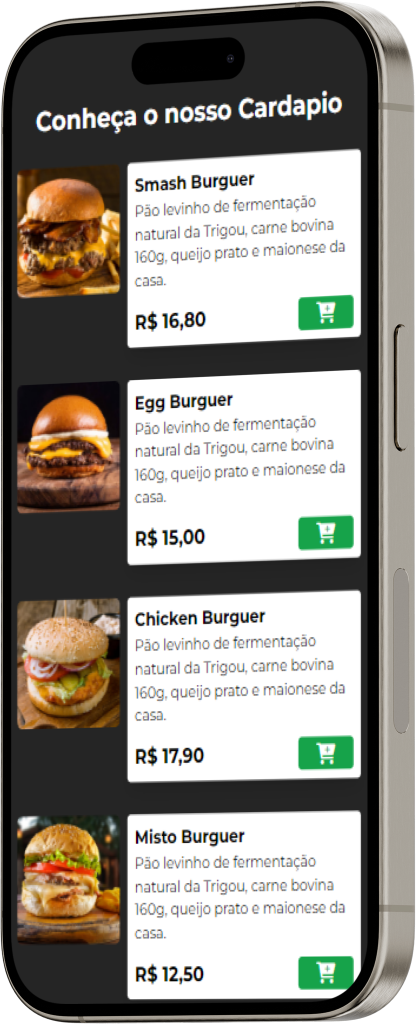 Conheça o nosso Cardapio
Smash Burguer
Pão levinho de fermentação
natural da Trigou, carne bovina
160g, queijo prato e maionese da
casa.
R$ 16,80
Egg Burguer
Pão levinho de fermentação
natural da Trigou, carne bovina
160g, queijo prato e maionese da
casa.
R$ 15,00
Chicken Burguer
Pão levinho de fermentação
natural da Trigou, carne bovina
160g, queijo prato e maionese da
casa.
R$ 17,90
Misto Burguer
Pão levinho de fermentação
natural da Trigou, carne bovina
160g, queijo prato e maionese da
casa.
R$ 12,50